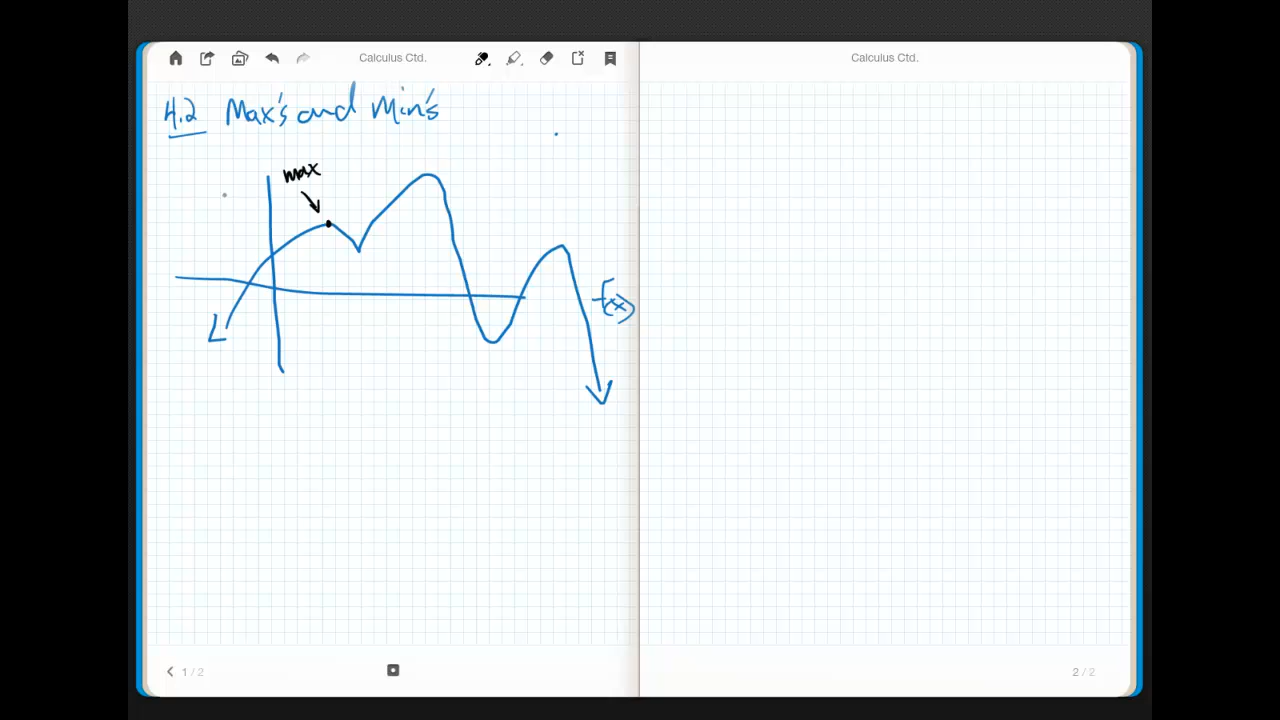 Calculus Ctd.
Calculus Ctd.
4.2 Max's and Min's
max
f(x)
1 / 2
2 / 2